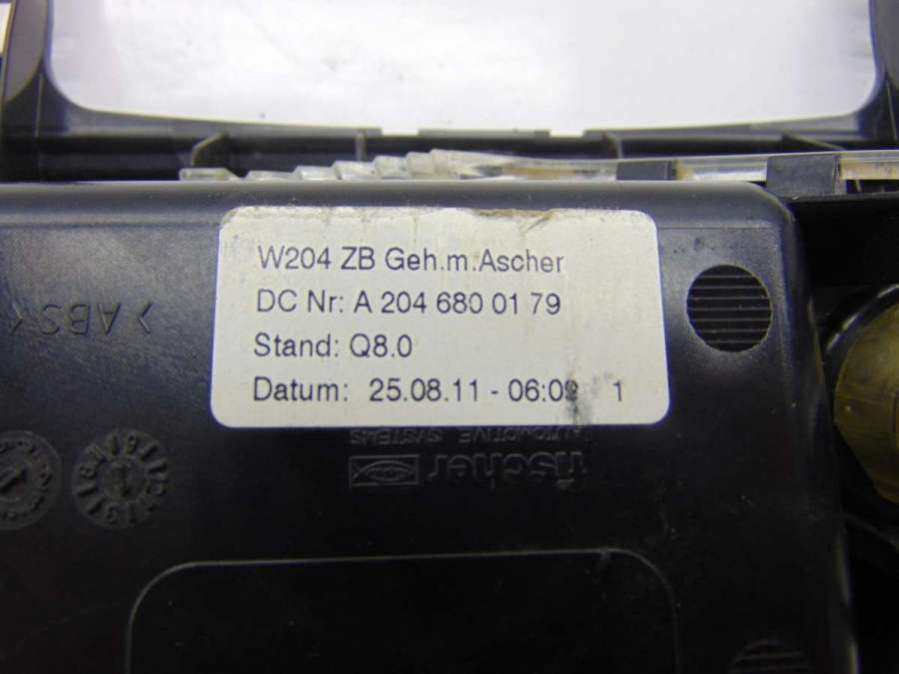 W204 ZB Geh.m.Ascher
DC Nr: A 204 680 01 79
Stand: Q8.0
Datum: 25.08.11 - 06:09 1
>ABS<
AUTOMOTIVE SYSTEMS
fischer